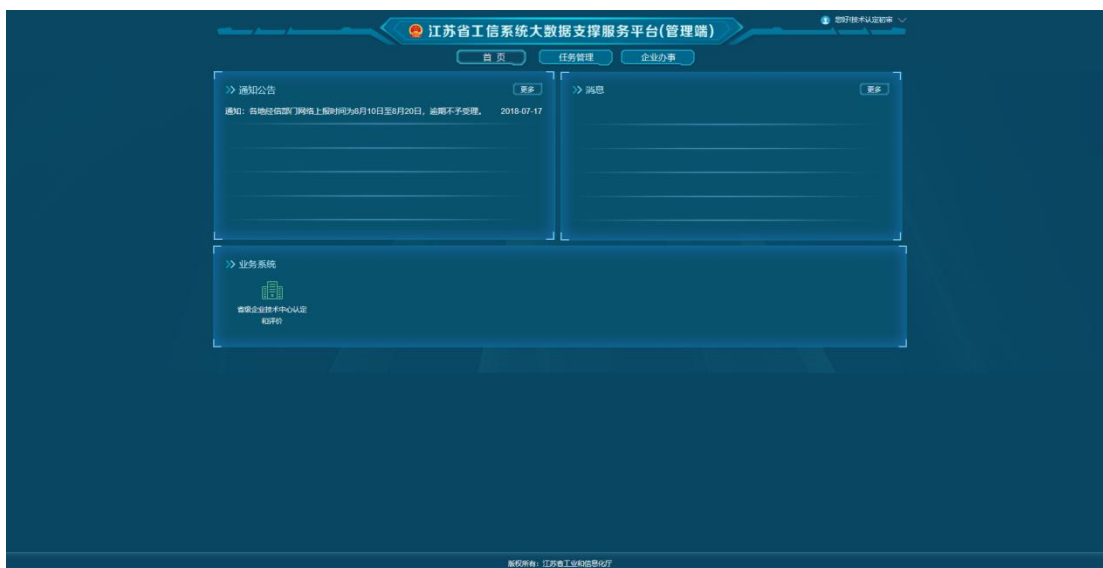 江苏省工信系统大数据支撑服务平台(管理端)
您好!技术认定初审
首 页
任务管理
企业办事
通知公告
更多
通知：各地经信部门网络上报时间为8月10日至8月20日，逾期不予受理。 2018-07-17
消息
更多
业务系统
省级企业技术中心认定
和评价
版权所有：江苏省工业和信息化厅